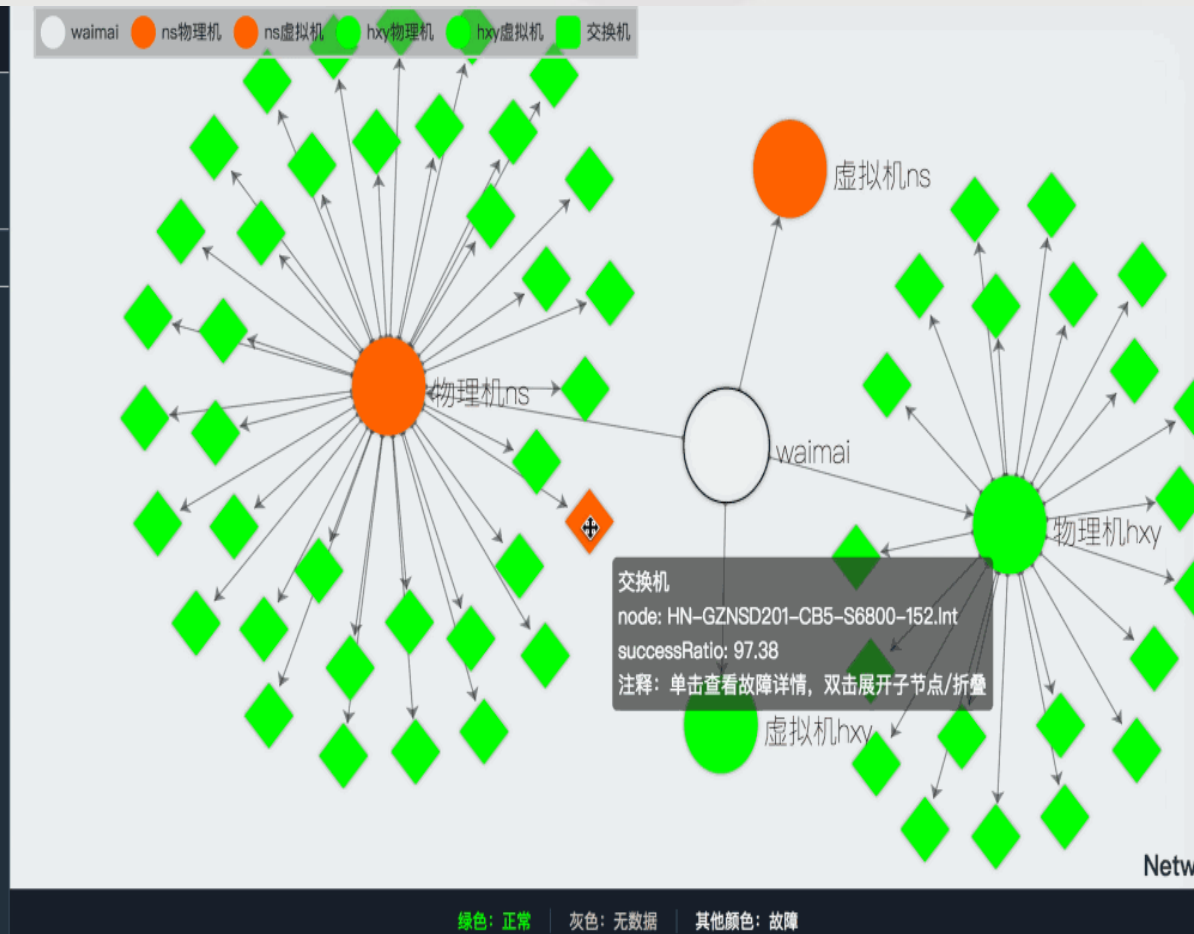 waimai ns物理机 ns虚拟机 hxy物理机 hxy虚拟机 交换机
虚拟机ns
物理机ns
waimai
物理机hxy
交换机
node: HN-GZNSD201-CB5-S6800-152.Int
successRatio: 97.38
注释：单击查看故障详情，双击展开子节点/折叠
虚拟机hxy
Netw
绿色：正常 灰色：无数据 其他颜色：故障